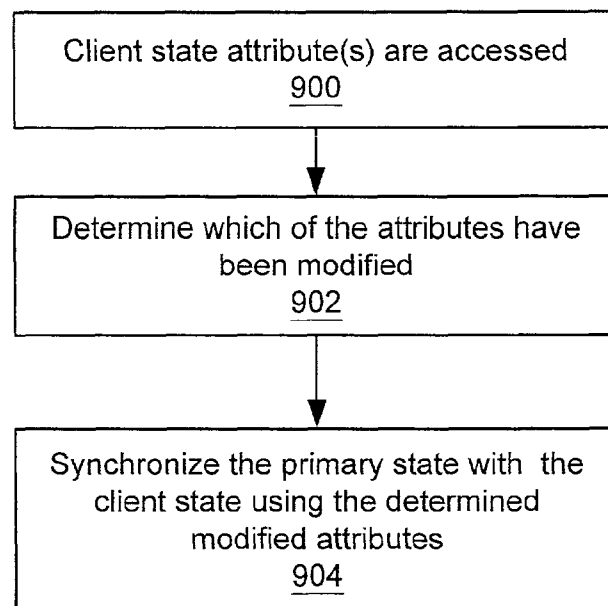 Client state attribute(s) are accessed
900
Determine which of the attributes have
been modified
902
Synchronize the primary state with the
client state using the determined
modified attributes
904